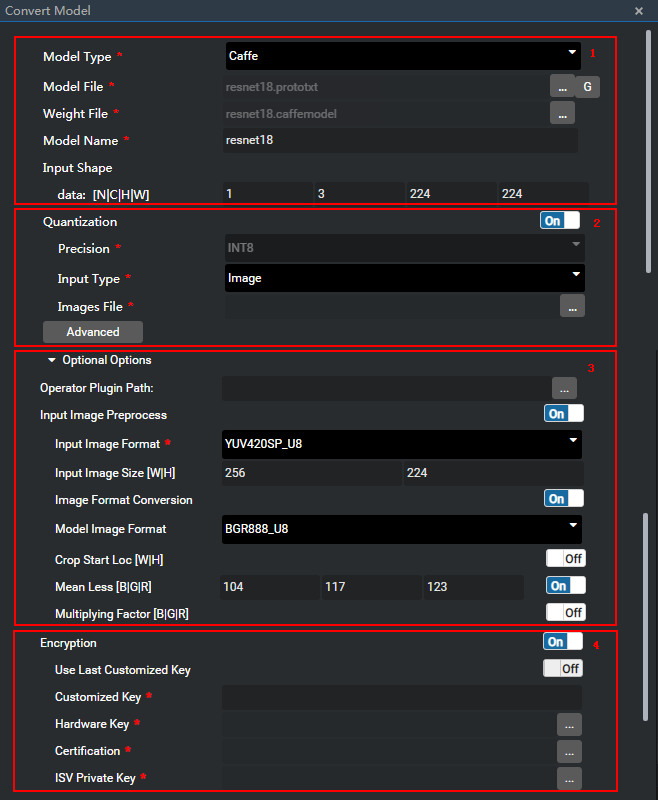 Convert Model ×
Model Type * Caffe 1
Model File * resnet18.prototxt ... G
Weight File * resnet18.caffemodel ...
Model Name * resnet18
Input Shape
data: [N|C|H|W] 1 3 224 224
Quantization On 2
Precision * INT8
Input Type * Image
Images File * ...
Advanced
Optional Options 3
Operator Plugin Path: ...
Input Image Preprocess On
Input Image Format * YUV420SP_U8
Input Image Size [W|H] 256 224
Image Format Conversion On
Model Image Format BGR888_U8
Crop Start Loc [W|H] Off
Mean Less [B|G|R] 104 117 123 On
Multiplying Factor [B|G|R] Off
Encryption On 4
Use Last Customized Key Off
Customized Key *
Hardware Key * ...
Certification * ...
ISV Private Key * ...